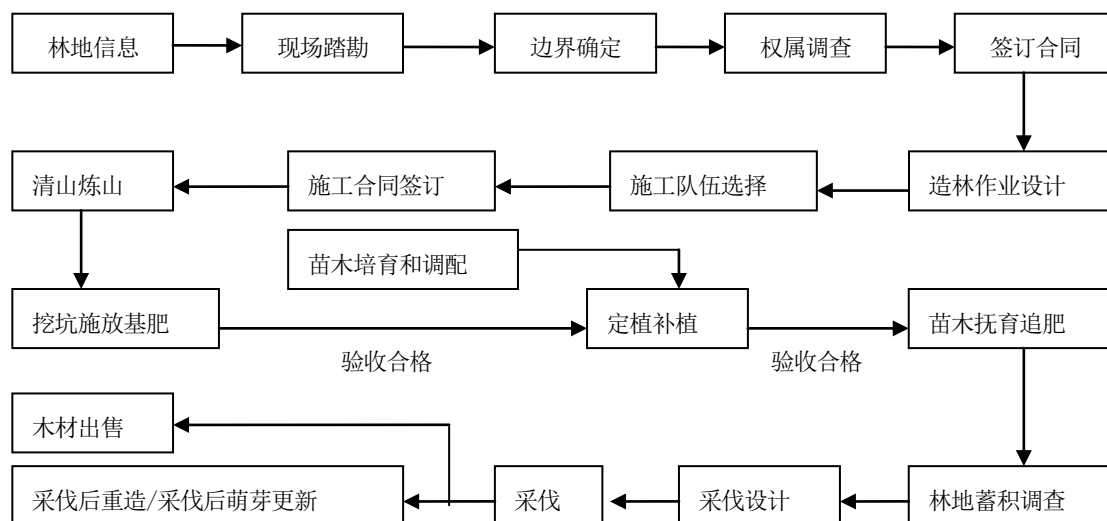 林地信息
现场踏勘
边界确定
权属调查
签订合同
清山炼山
施工合同签订
施工队伍选择
造林作业设计
苗木培育和调配
挖坑施放基肥
定植补植
苗木抚育追肥
验收合格
验收合格
木材出售
采伐后重造/采伐后萌芽更新
采伐
采伐设计
林地蓄积调查